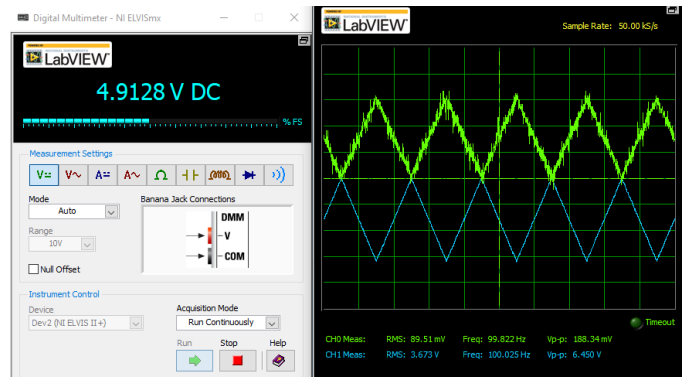 Digital Multimeter - NI ELVISmx
LabVIEW
4.9128 V DC
% FS
Measurement Settings
V=
V~
A=
A~
Ω
Mode
Auto
Banana Jack Connections
DMM
V
COM
Range
10V
Null Offset
Instrument Control
Device
Dev2 (NI ELVIS II+)
Acquisition Mode
Run Continuously
Run
Stop
Help
LabVIEW
Sample Rate: 50.00 kS/s
Timeout
CH0 Meas: RMS: 89.51 mV Freq: 99.822 Hz Vp-p: 188.34 mV
CH1 Meas: RMS: 3.673 V Freq: 100.025 Hz Vp-p: 6.450 V